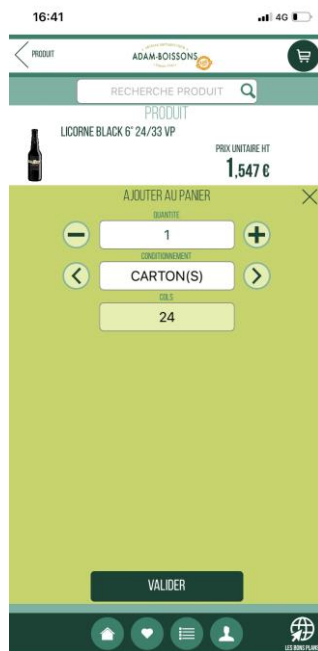 16:41
4G
PRODUIT
ADAM-BOISSONS
RECHERCHE PRODUIT
PRODUIT
LICORNE BLACK 6° 24/33 VP
PRIX UNITAIRE HT
1,547 €
AJOUTER AU PANIER
QUANTITE
1
CONDITIONNEMENT
CARTON(S)
COLS
24
VALIDER
LES BONS PLANS